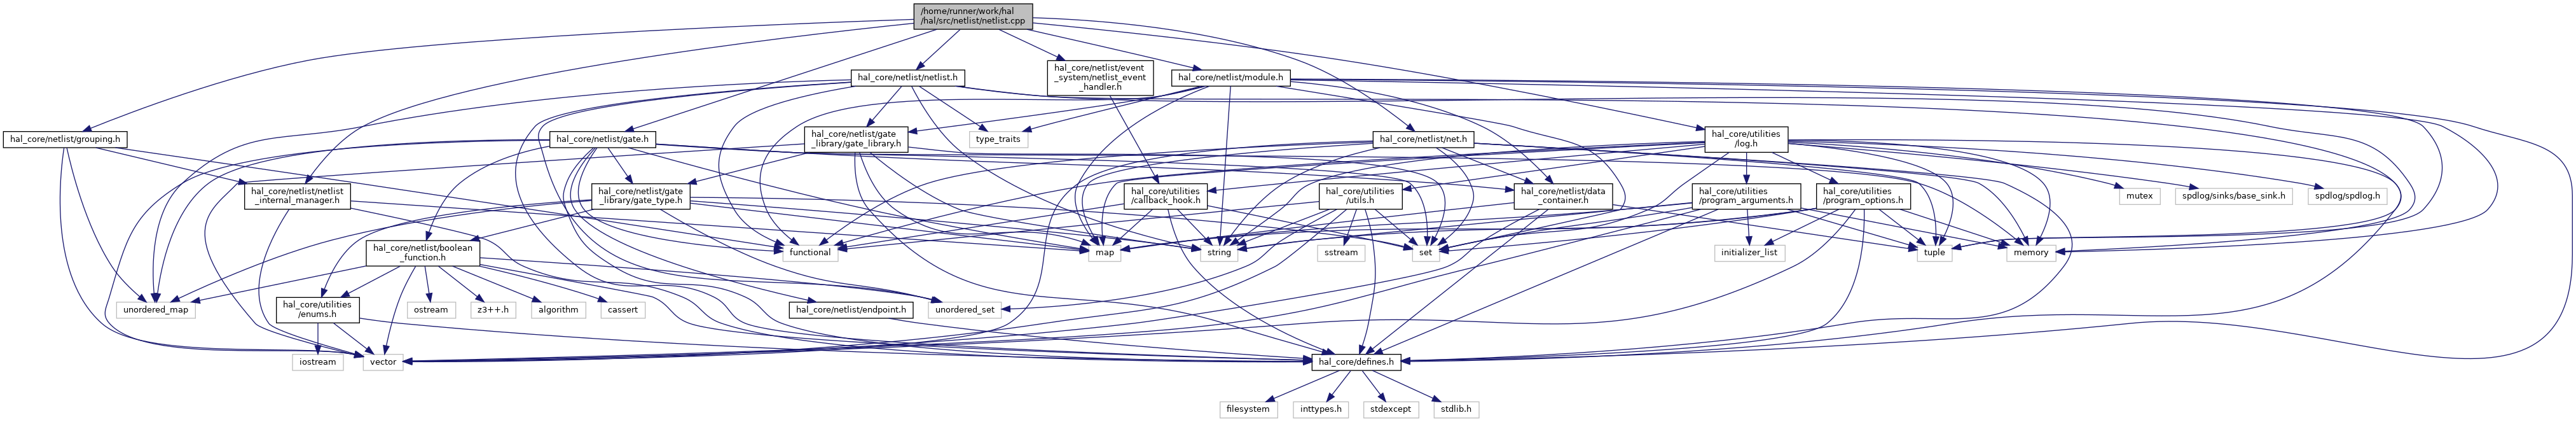 /home/runner/work/hal
/hal/src/netlist/netlist.cpp
hal_core/netlist/event
_system/netlist_event
_handler.h
hal_core/netlist/netlist.h
hal_core/netlist/module.h
hal_core/netlist/grouping.h
hal_core/netlist/gate.h
hal_core/netlist/gate
_library/gate_library.h
type_traits
hal_core/netlist/net.h
hal_core/utilities
/log.h
hal_core/netlist/netlist
_internal_manager.h
hal_core/netlist/gate
_library/gate_type.h
hal_core/utilities
/callback_hook.h
hal_core/utilities
/utils.h
hal_core/netlist/data
_container.h
hal_core/utilities
/program_arguments.h
hal_core/utilities
/program_options.h
mutex
spdlog/sinks/base_sink.h
spdlog/spdlog.h
hal_core/netlist/boolean
_function.h
functional
map
string
sstream
set
initializer_list
tuple
memory
unordered_map
hal_core/utilities
/enums.h
ostream
z3++.h
algorithm
cassert
hal_core/netlist/endpoint.h
unordered_set
iostream
vector
hal_core/defines.h
filesystem
inttypes.h
stdexcept
stdlib.h